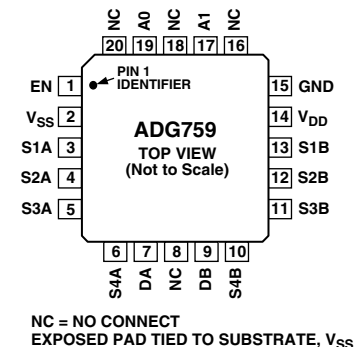 NC A0 NC A1 NC
20 19 18 17 16
PIN 1
IDENTIFIER
EN 1
15 GND
VSS 2
14 VDD
ADG759
TOP VIEW
(Not to Scale)
S1A 3
13 S1B
S2A 4
12 S2B
S3A 5
11 S3B
6 7 8 9 10
S4A DA NC DB S4B
NC = NO CONNECT
EXPOSED PAD TIED TO SUBSTRATE, VSS